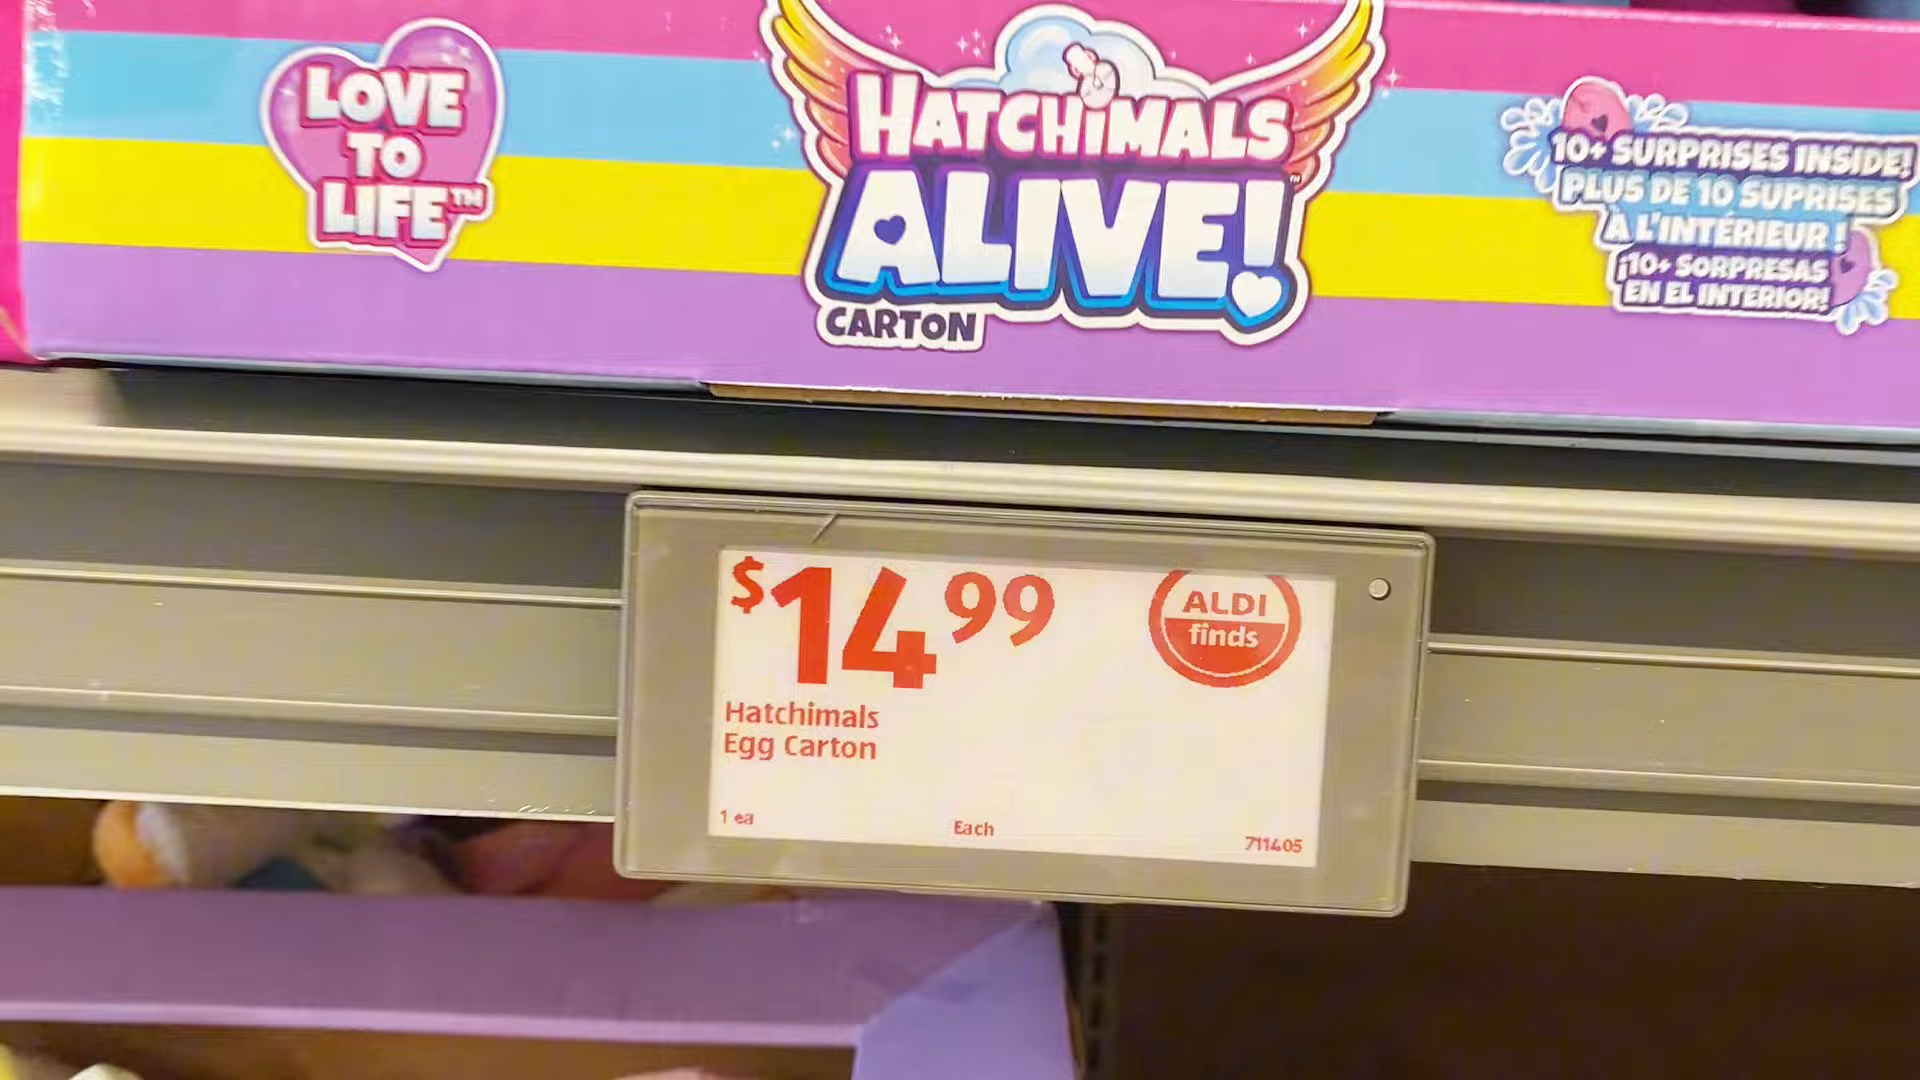 LOVE
TO
LIFE™
HATCHiMALS
ALIVE!™
CARTON
10+ SURPRISES INSIDE!
PLUS DE 10 SUPRISES
À L'INTÉRIEUR !
¡10+ SORPRESAS
EN EL INTERIOR!
$14 99
ALDI
finds
Hatchimals
Egg Carton
1 ea
Each
711405